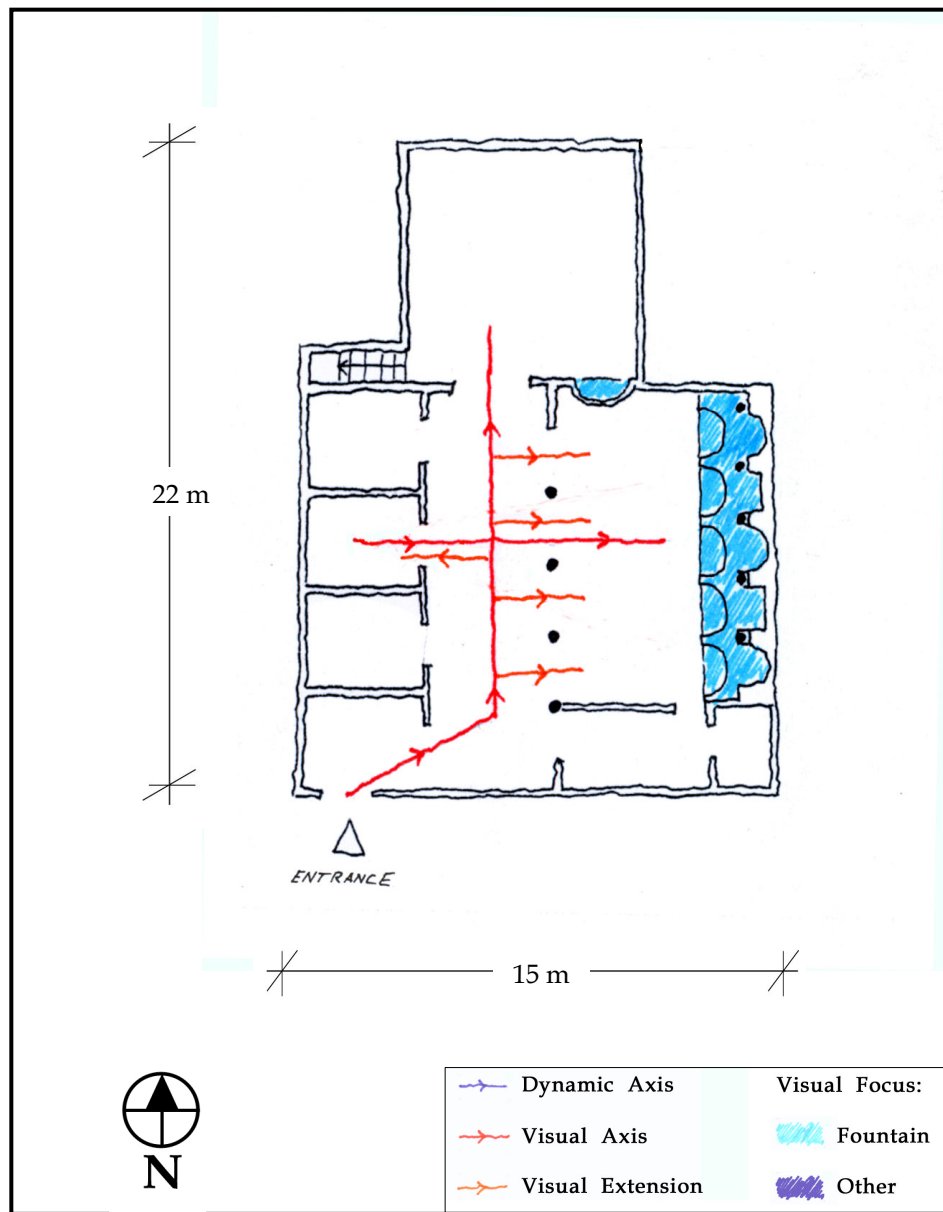 22 m
ENTRANCE
15 m
N
Dynamic Axis
Visual Axis
Visual Extension
Visual Focus:
Fountain
Other